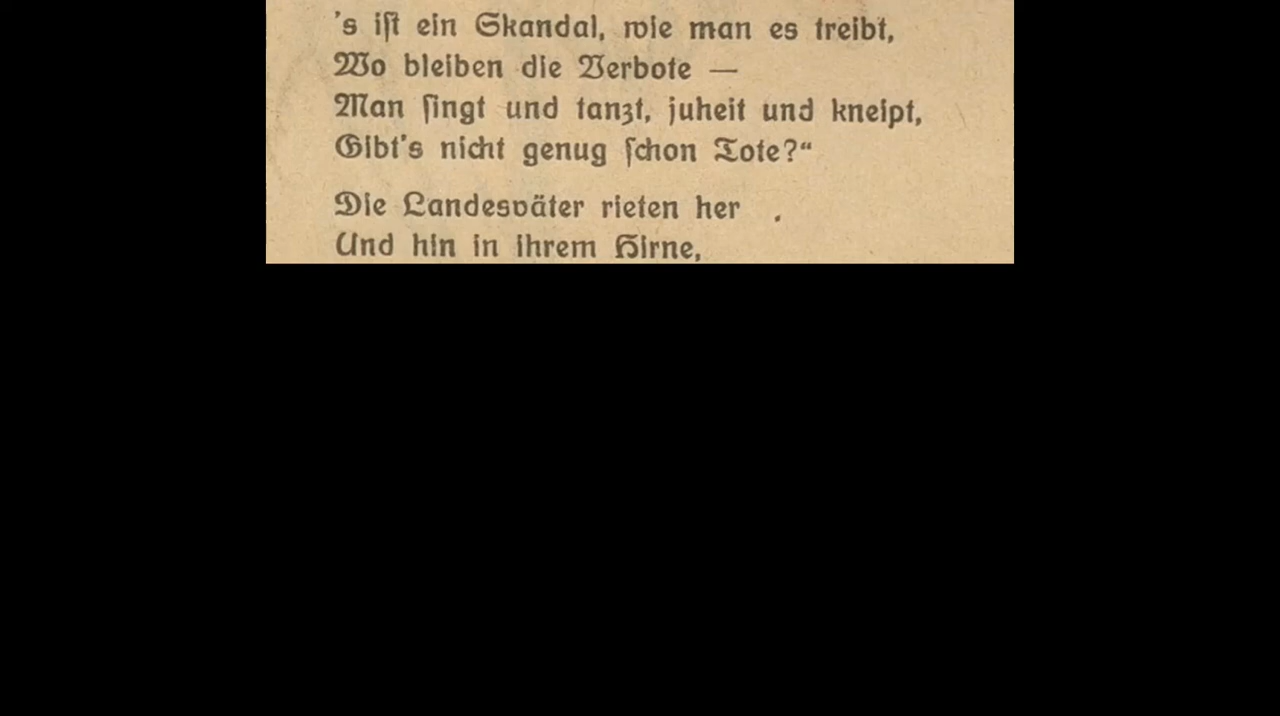 's ist ein Skandal, wie man es treibt,
Wo bleiben die Verbote —
Man singt und tanzt, juheit und kneipt,
Gibt's nicht genug schon Tote?“
Die Landesväter rieten her .
Und hin in ihrem Hirne,